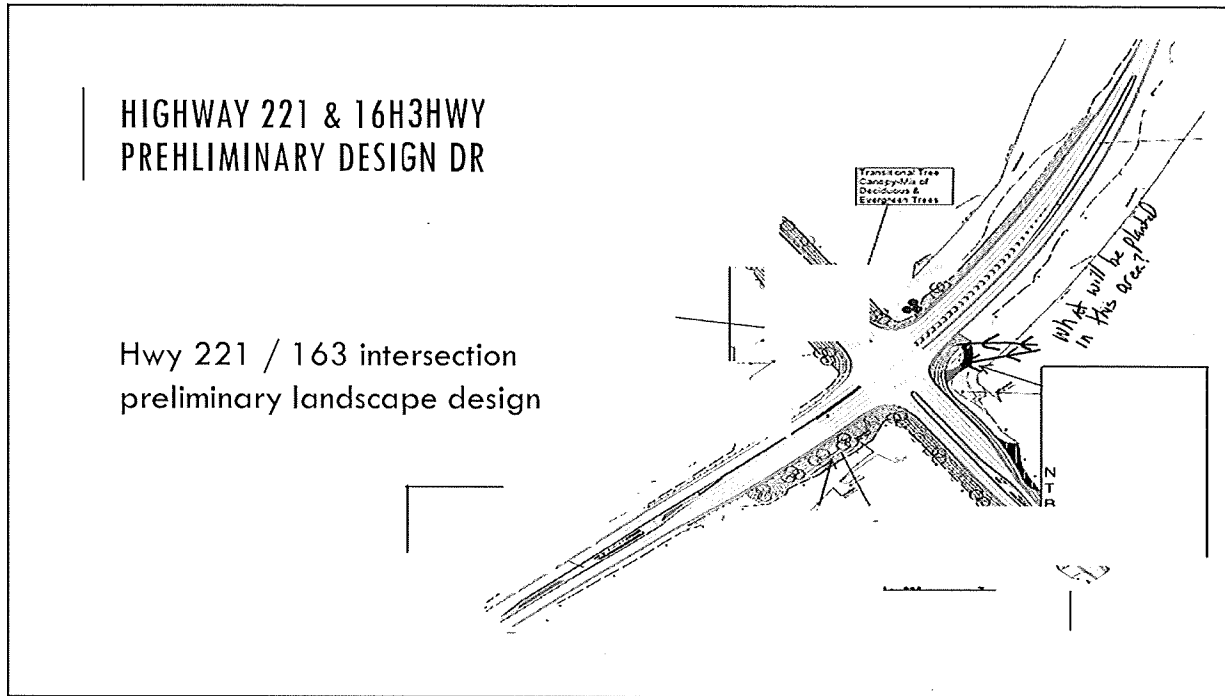 HIGHWAY 221 & 16H3HWY
PREHLIMINARY DESIGN DR
Transitional Tree
Canopy-Mix of
Deciduous &
Evergreen Trees
What will be planted
in this area?
Hwy 221 / 163 intersection
preliminary landscape design
N
T